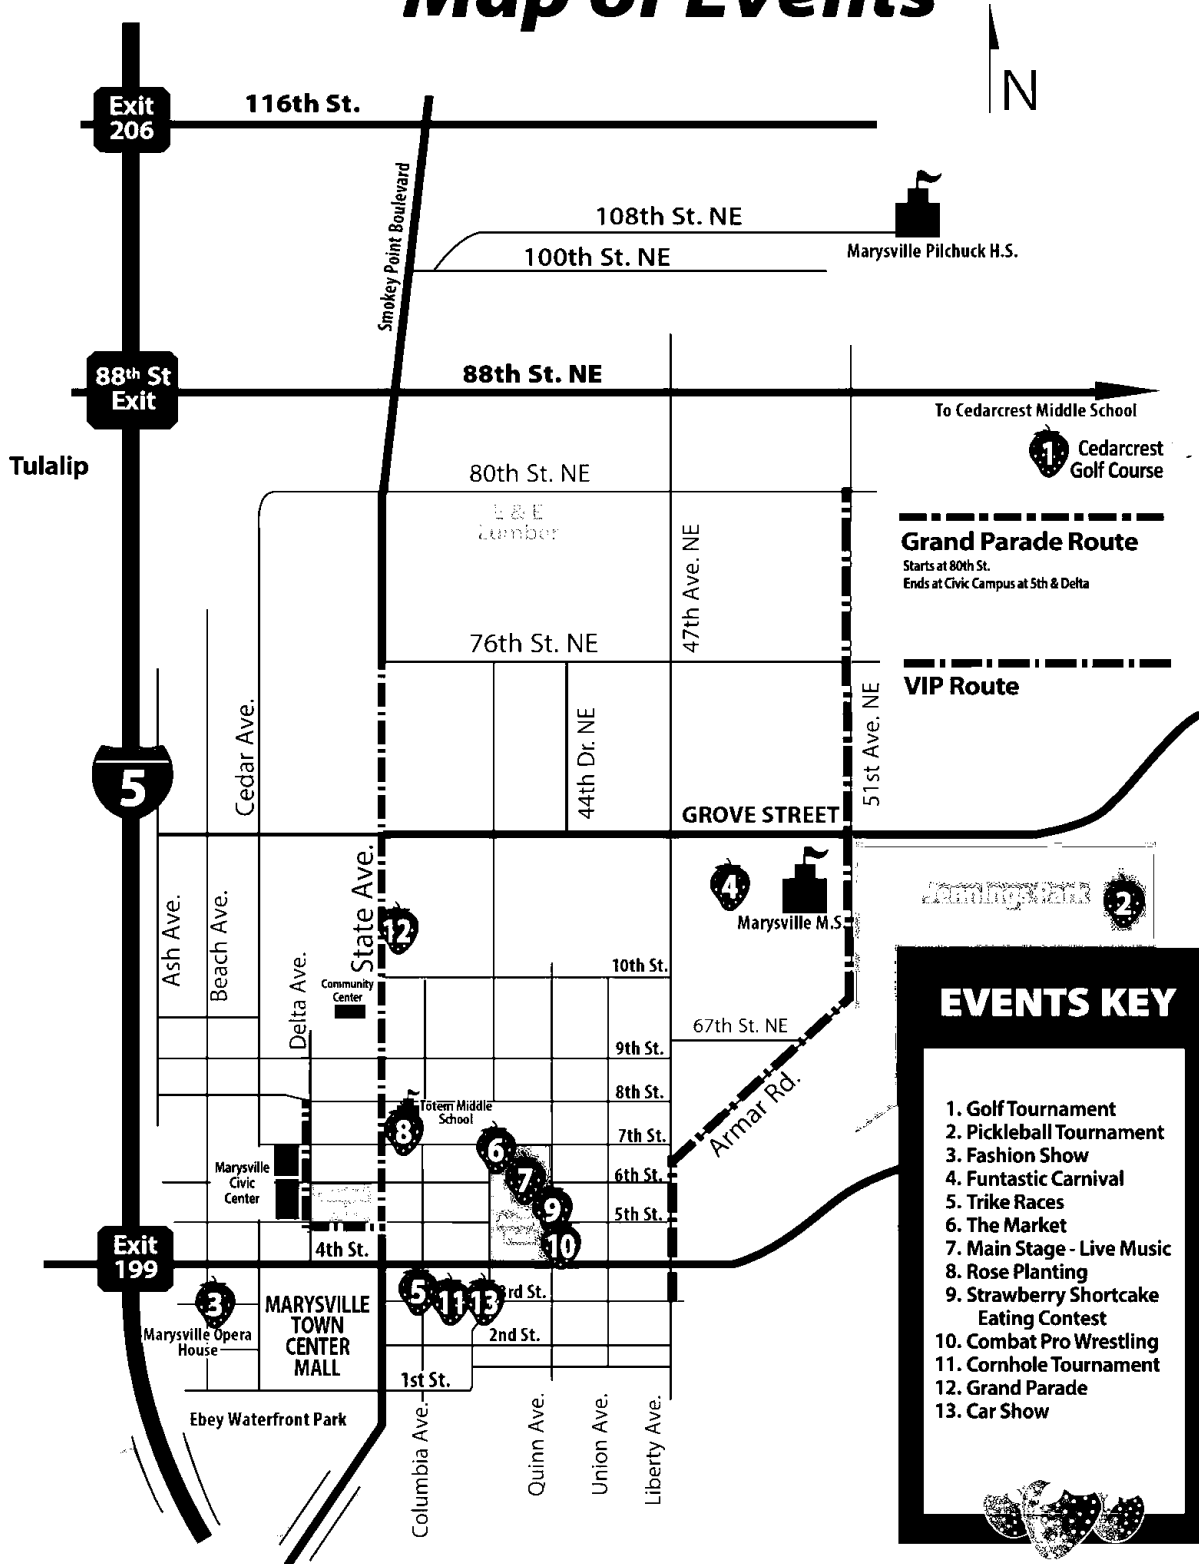 Map of Events
N
Exit
206
116th St.
Smokey Point Boulevard
108th St. NE
Marysville Pilchuck H.S.
100th St. NE
88th St
Exit
88th St. NE
To Cedarcrest Middle School
Tulalip
1
Cedarcrest
Golf Course
80th St. NE
E & E
Lumber
47th Ave. NE
Grand Parade Route
Starts at 80th St.
Ends at Civic Campus at 5th & Delta
76th St. NE
VIP Route
Cedar Ave.
44th Dr. NE
51st Ave. NE
5
GROVE STREET
State Ave.
4
Marysville M.S.
Jennings Park
2
Ash Ave.
Beach Ave.
12
Delta Ave.
Community
Center
10th St.
67th St. NE
9th St.
8th St.
Armar Rd.
Totem Middle
School
8
7th St.
6
Marysville
Civic
Center
6th St.
7
9
5th St.
10
4th St.
Exit
199
3
5
11
13
3rd St.
MARYSVILLE
TOWN
CENTER
MALL
Marysville Opera
House
2nd St.
1st St.
Ebey Waterfront Park
Columbia Ave.
Quinn Ave.
Union Ave.
Liberty Ave.
EVENTS KEY
1. Golf Tournament
2. Pickleball Tournament
3. Fashion Show
4. Funtastic Carnival
5. Trike Races
6. The Market
7. Main Stage - Live Music
8. Rose Planting
9. Strawberry Shortcake
Eating Contest
10. Combat Pro Wrestling
11. Cornhole Tournament
12. Grand Parade
13. Car Show